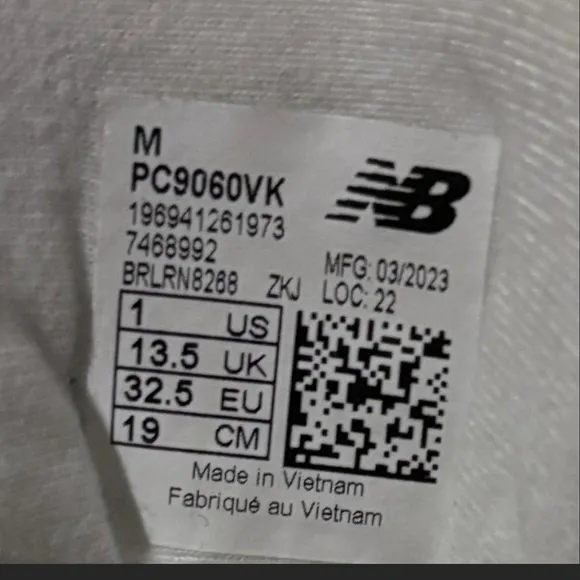 M
PC9060VK
196941261973
7468992
BRLRN8268 ZKJ
NB
MFG: 03/2023
LOC: 22
1 US
13.5 UK
32.5 EU
19 CM
Made in Vietnam
Fabriqué au Vietnam